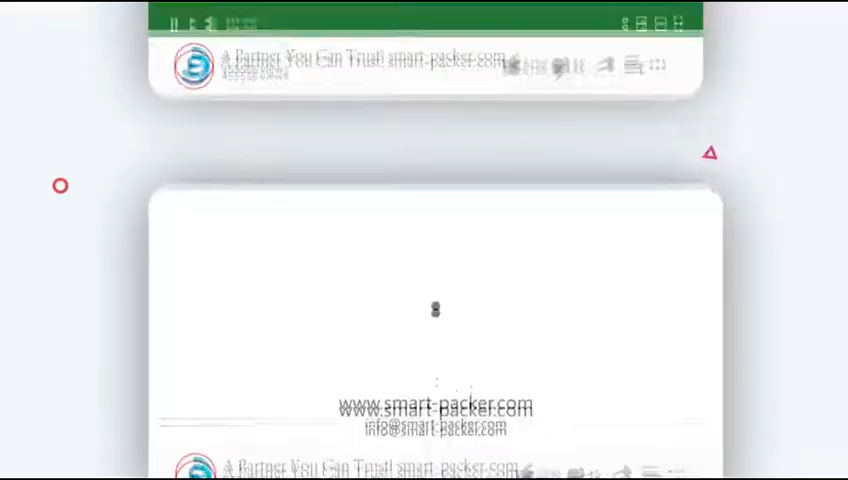 A Partner You Can Trust! smart-packer.com
www.smart-packer.com
info@smart-packer.com
A Partner You Can Trust! smart-packer.com